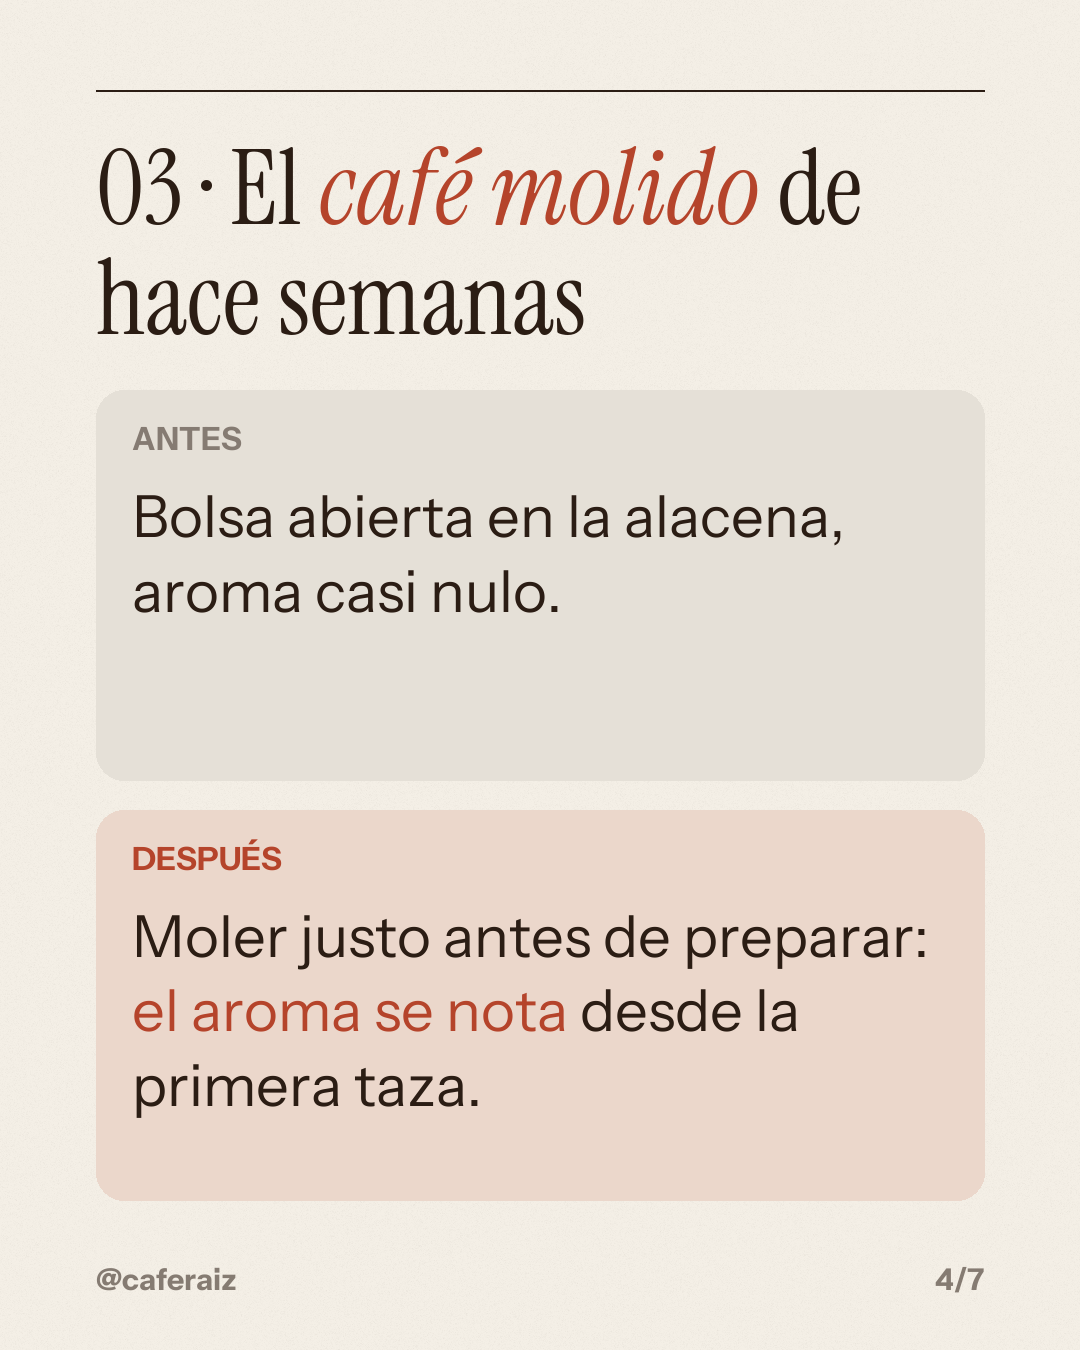 03 · El café molido de
hace semanas
ANTES
Bolsa abierta en la alacena,
aroma casi nulo.
DESPUÉS
Moler justo antes de preparar:
el aroma se nota desde la
primera taza.
@caferaiz
4/7